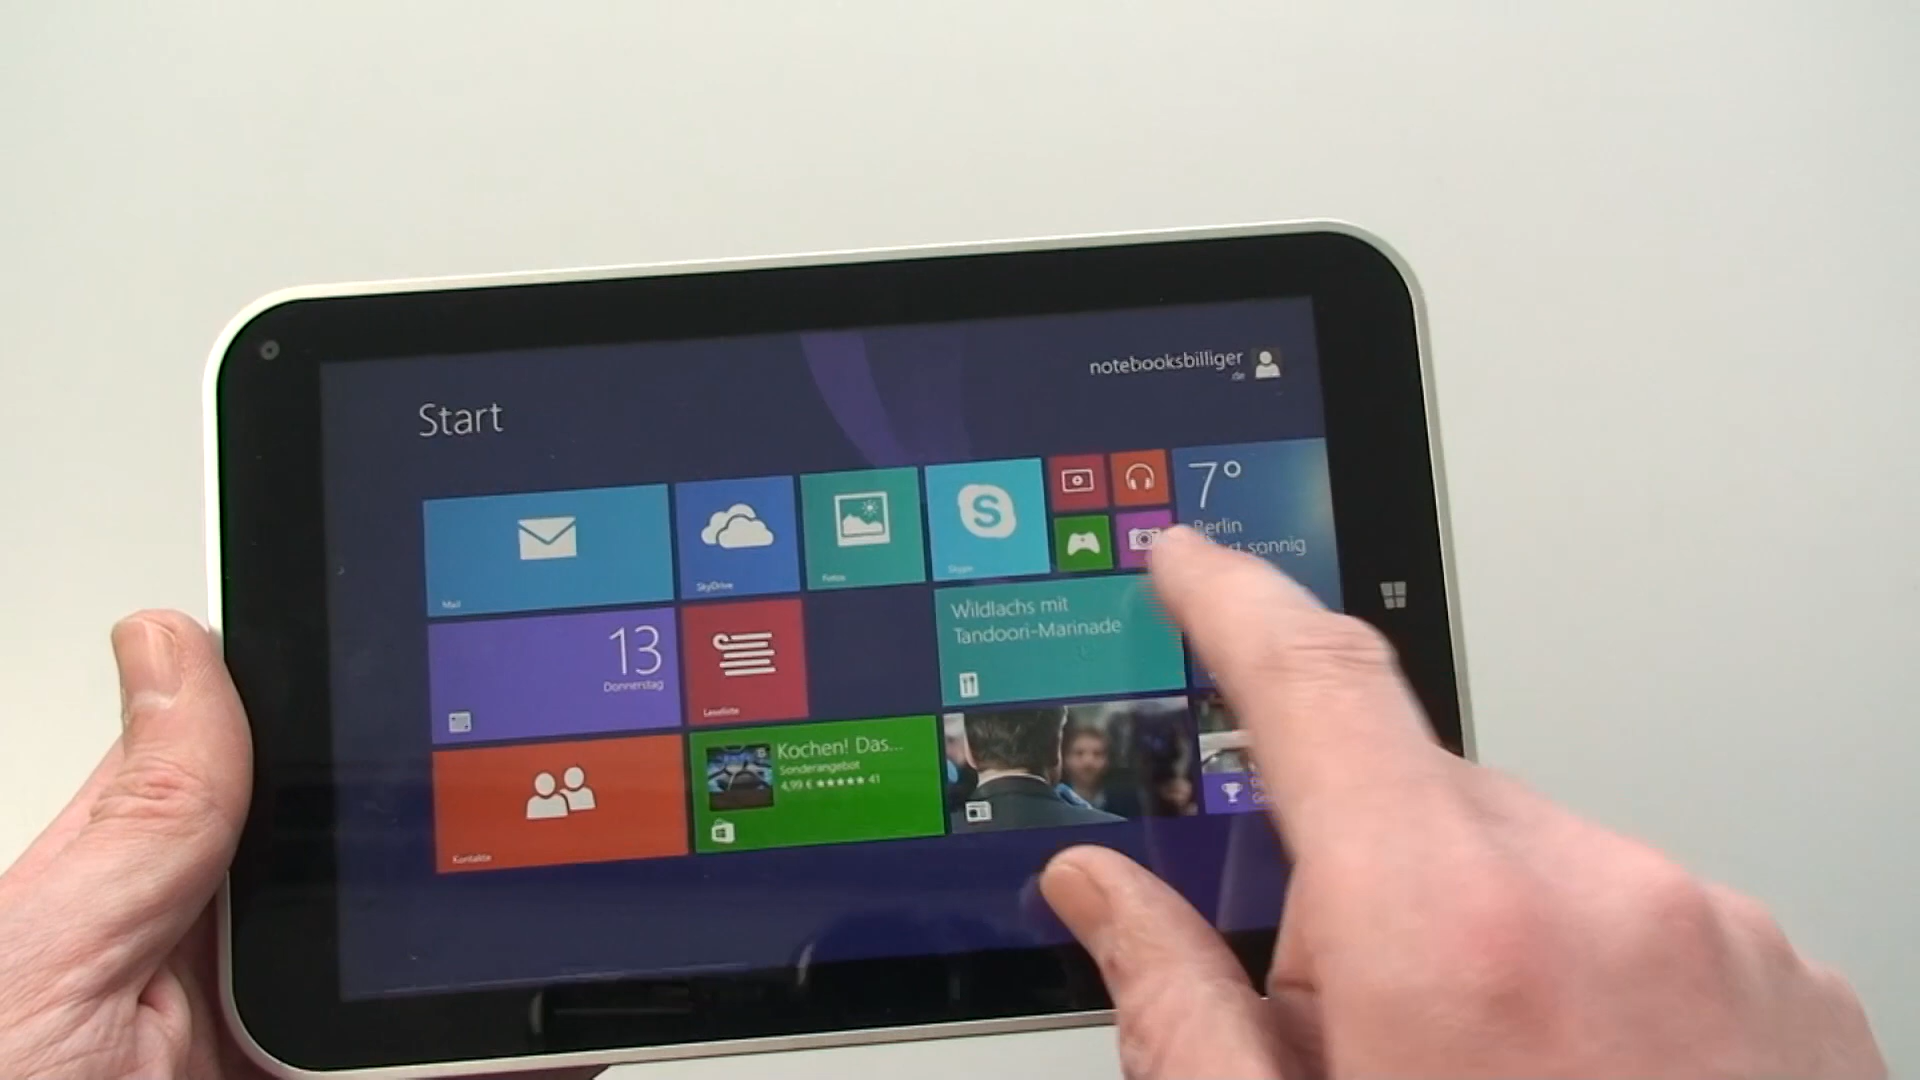 notebooksbilliger
de
Start
7°
Berlin
sonnig
Mail
SkyDrive
Fotos
Skype
Wildlachs mit
Tandoori-Marinade
13
Donnerstag
Leseliste
Kochen! Das...
Sonderangebot
4,99 € ★★★★★ 41
Kontakte